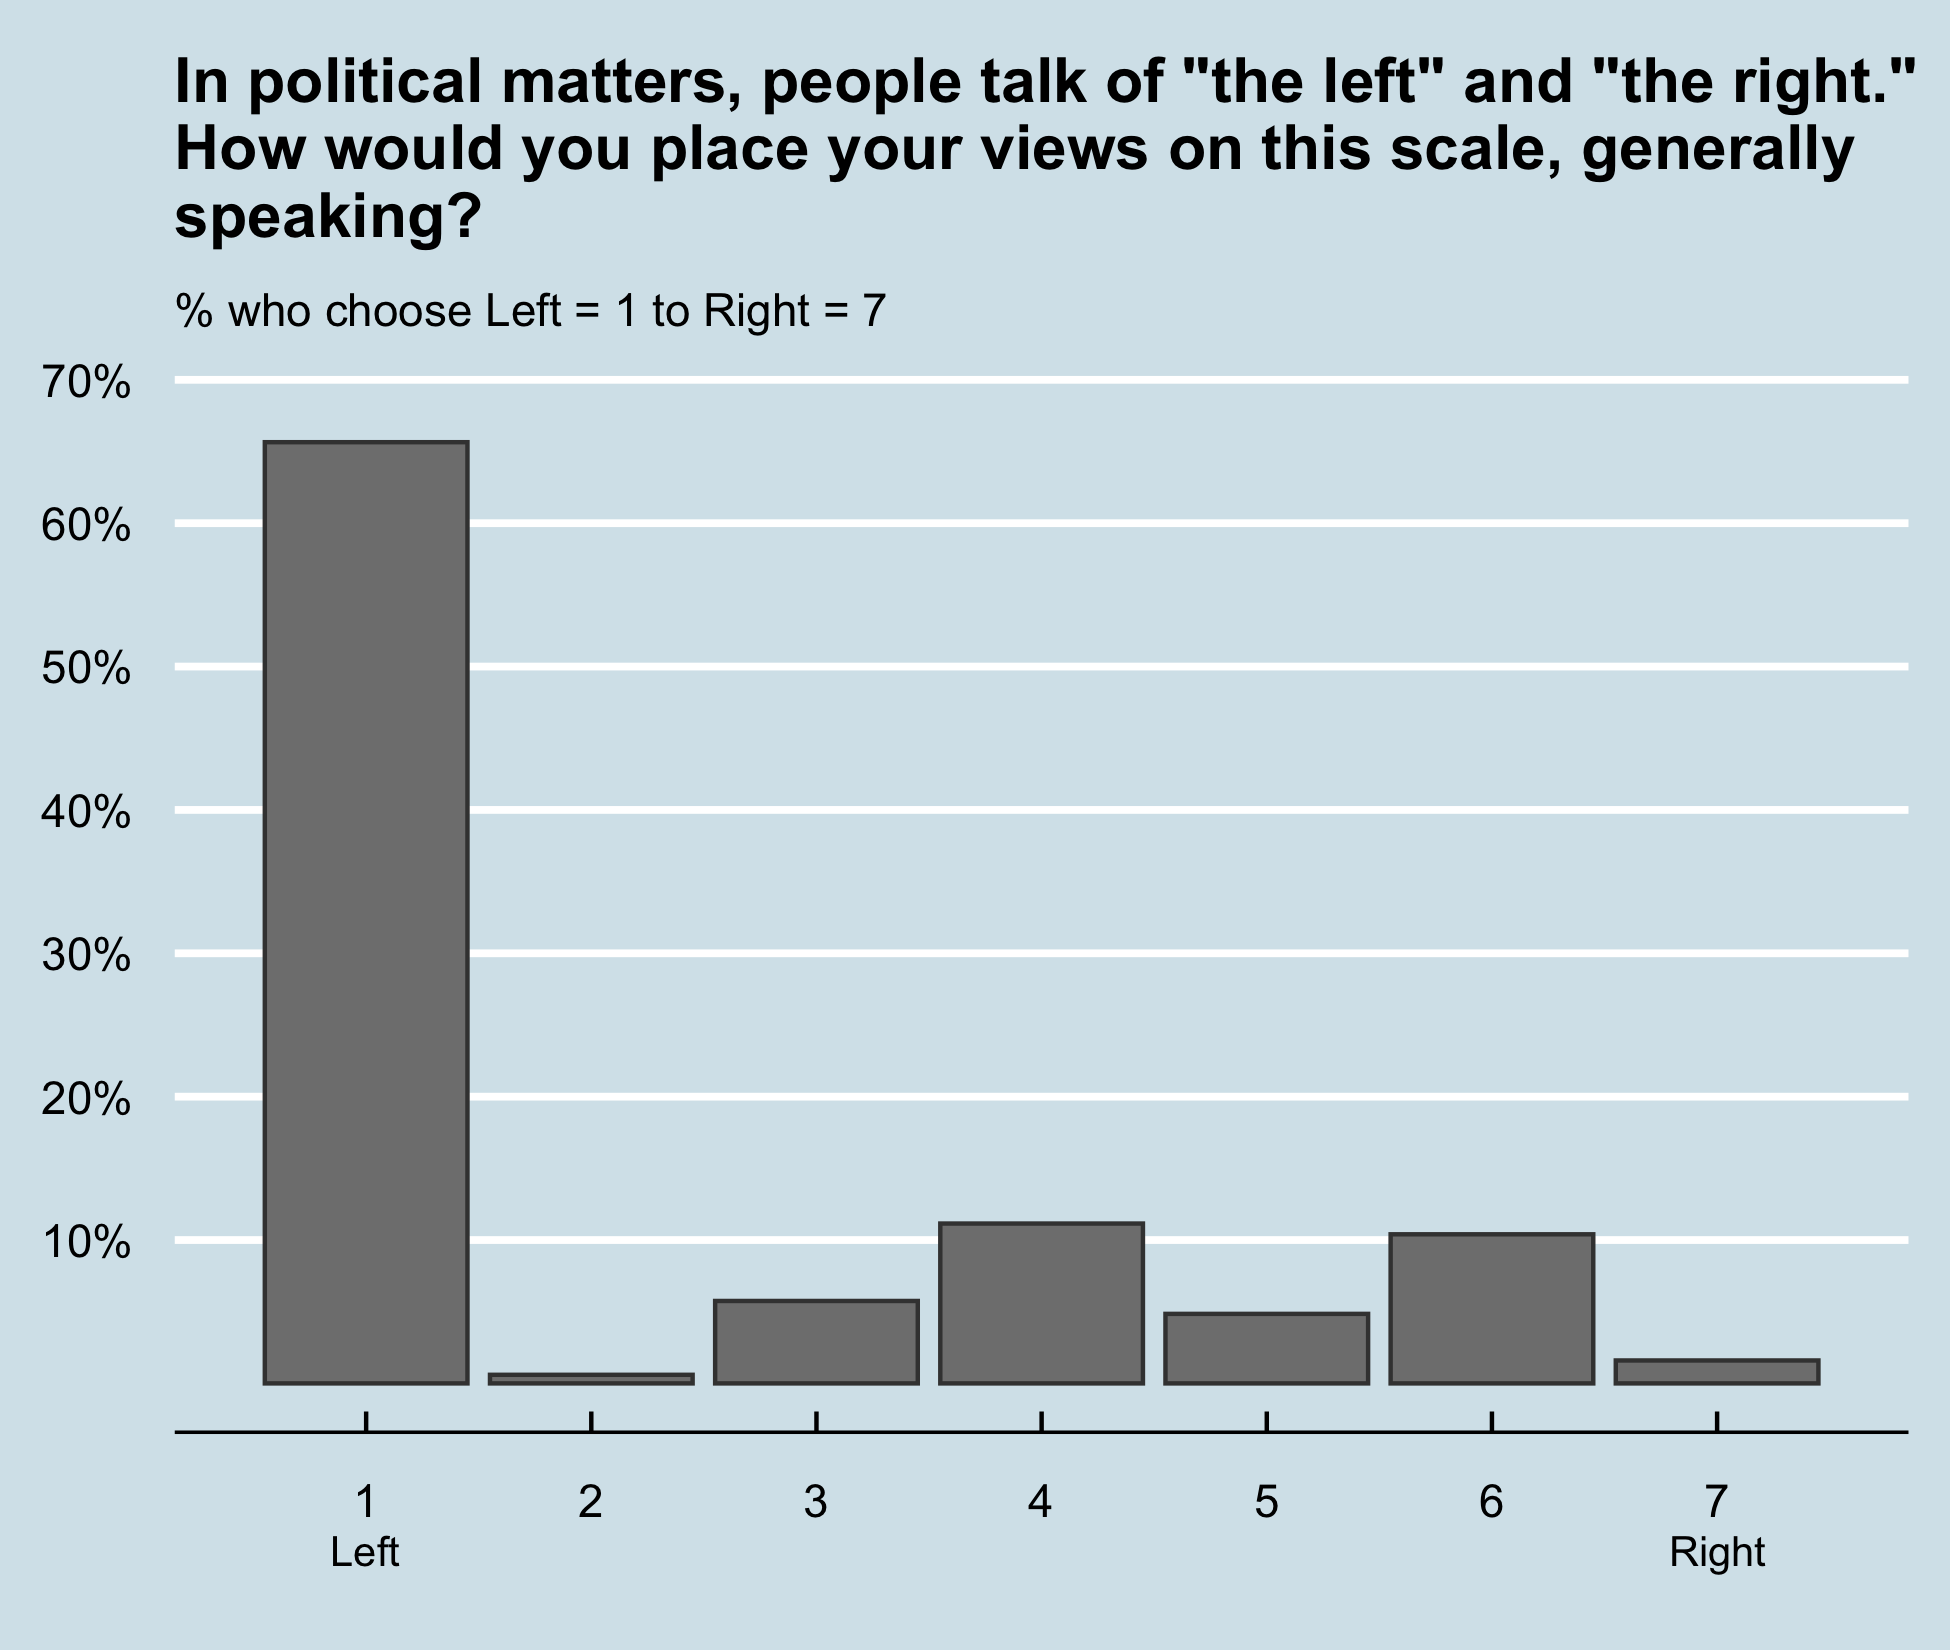 In political matters, people talk of "the left" and "the right."
How would you place your views on this scale, generally
speaking?
% who choose Left = 1 to Right = 7
70%
60%
50%
40%
30%
20%
10%
1 2 3 4 5 6 7
Left Right